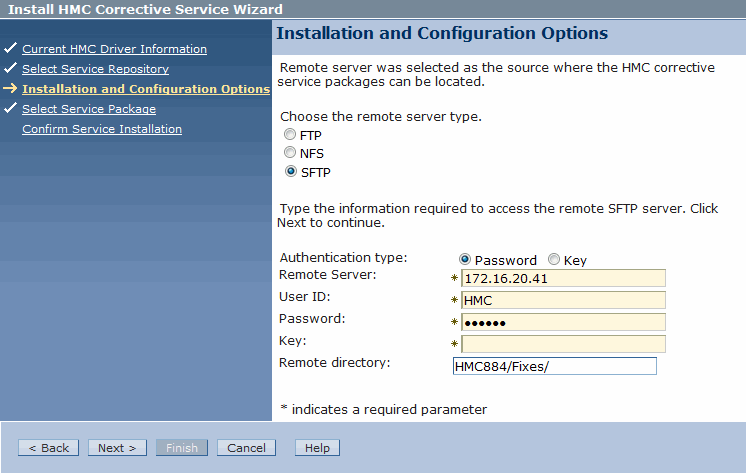 Install HMC Corrective Service Wizard
Current HMC Driver Information
Select Service Repository
Installation and Configuration Options
Select Service Package
Confirm Service Installation
Installation and Configuration Options
Remote server was selected as the source where the HMC corrective
service packages can be located.
Choose the remote server type.
FTP
NFS
SFTP
Type the information required to access the remote SFTP server. Click
Next to continue.
Authentication type: Password Key
Remote Server: * 172.16.20.41
User ID: * HMC
Password: * ••••••
Key: *
Remote directory: HMC884/Fixes/
* indicates a required parameter
< Back Next > Finish Cancel Help